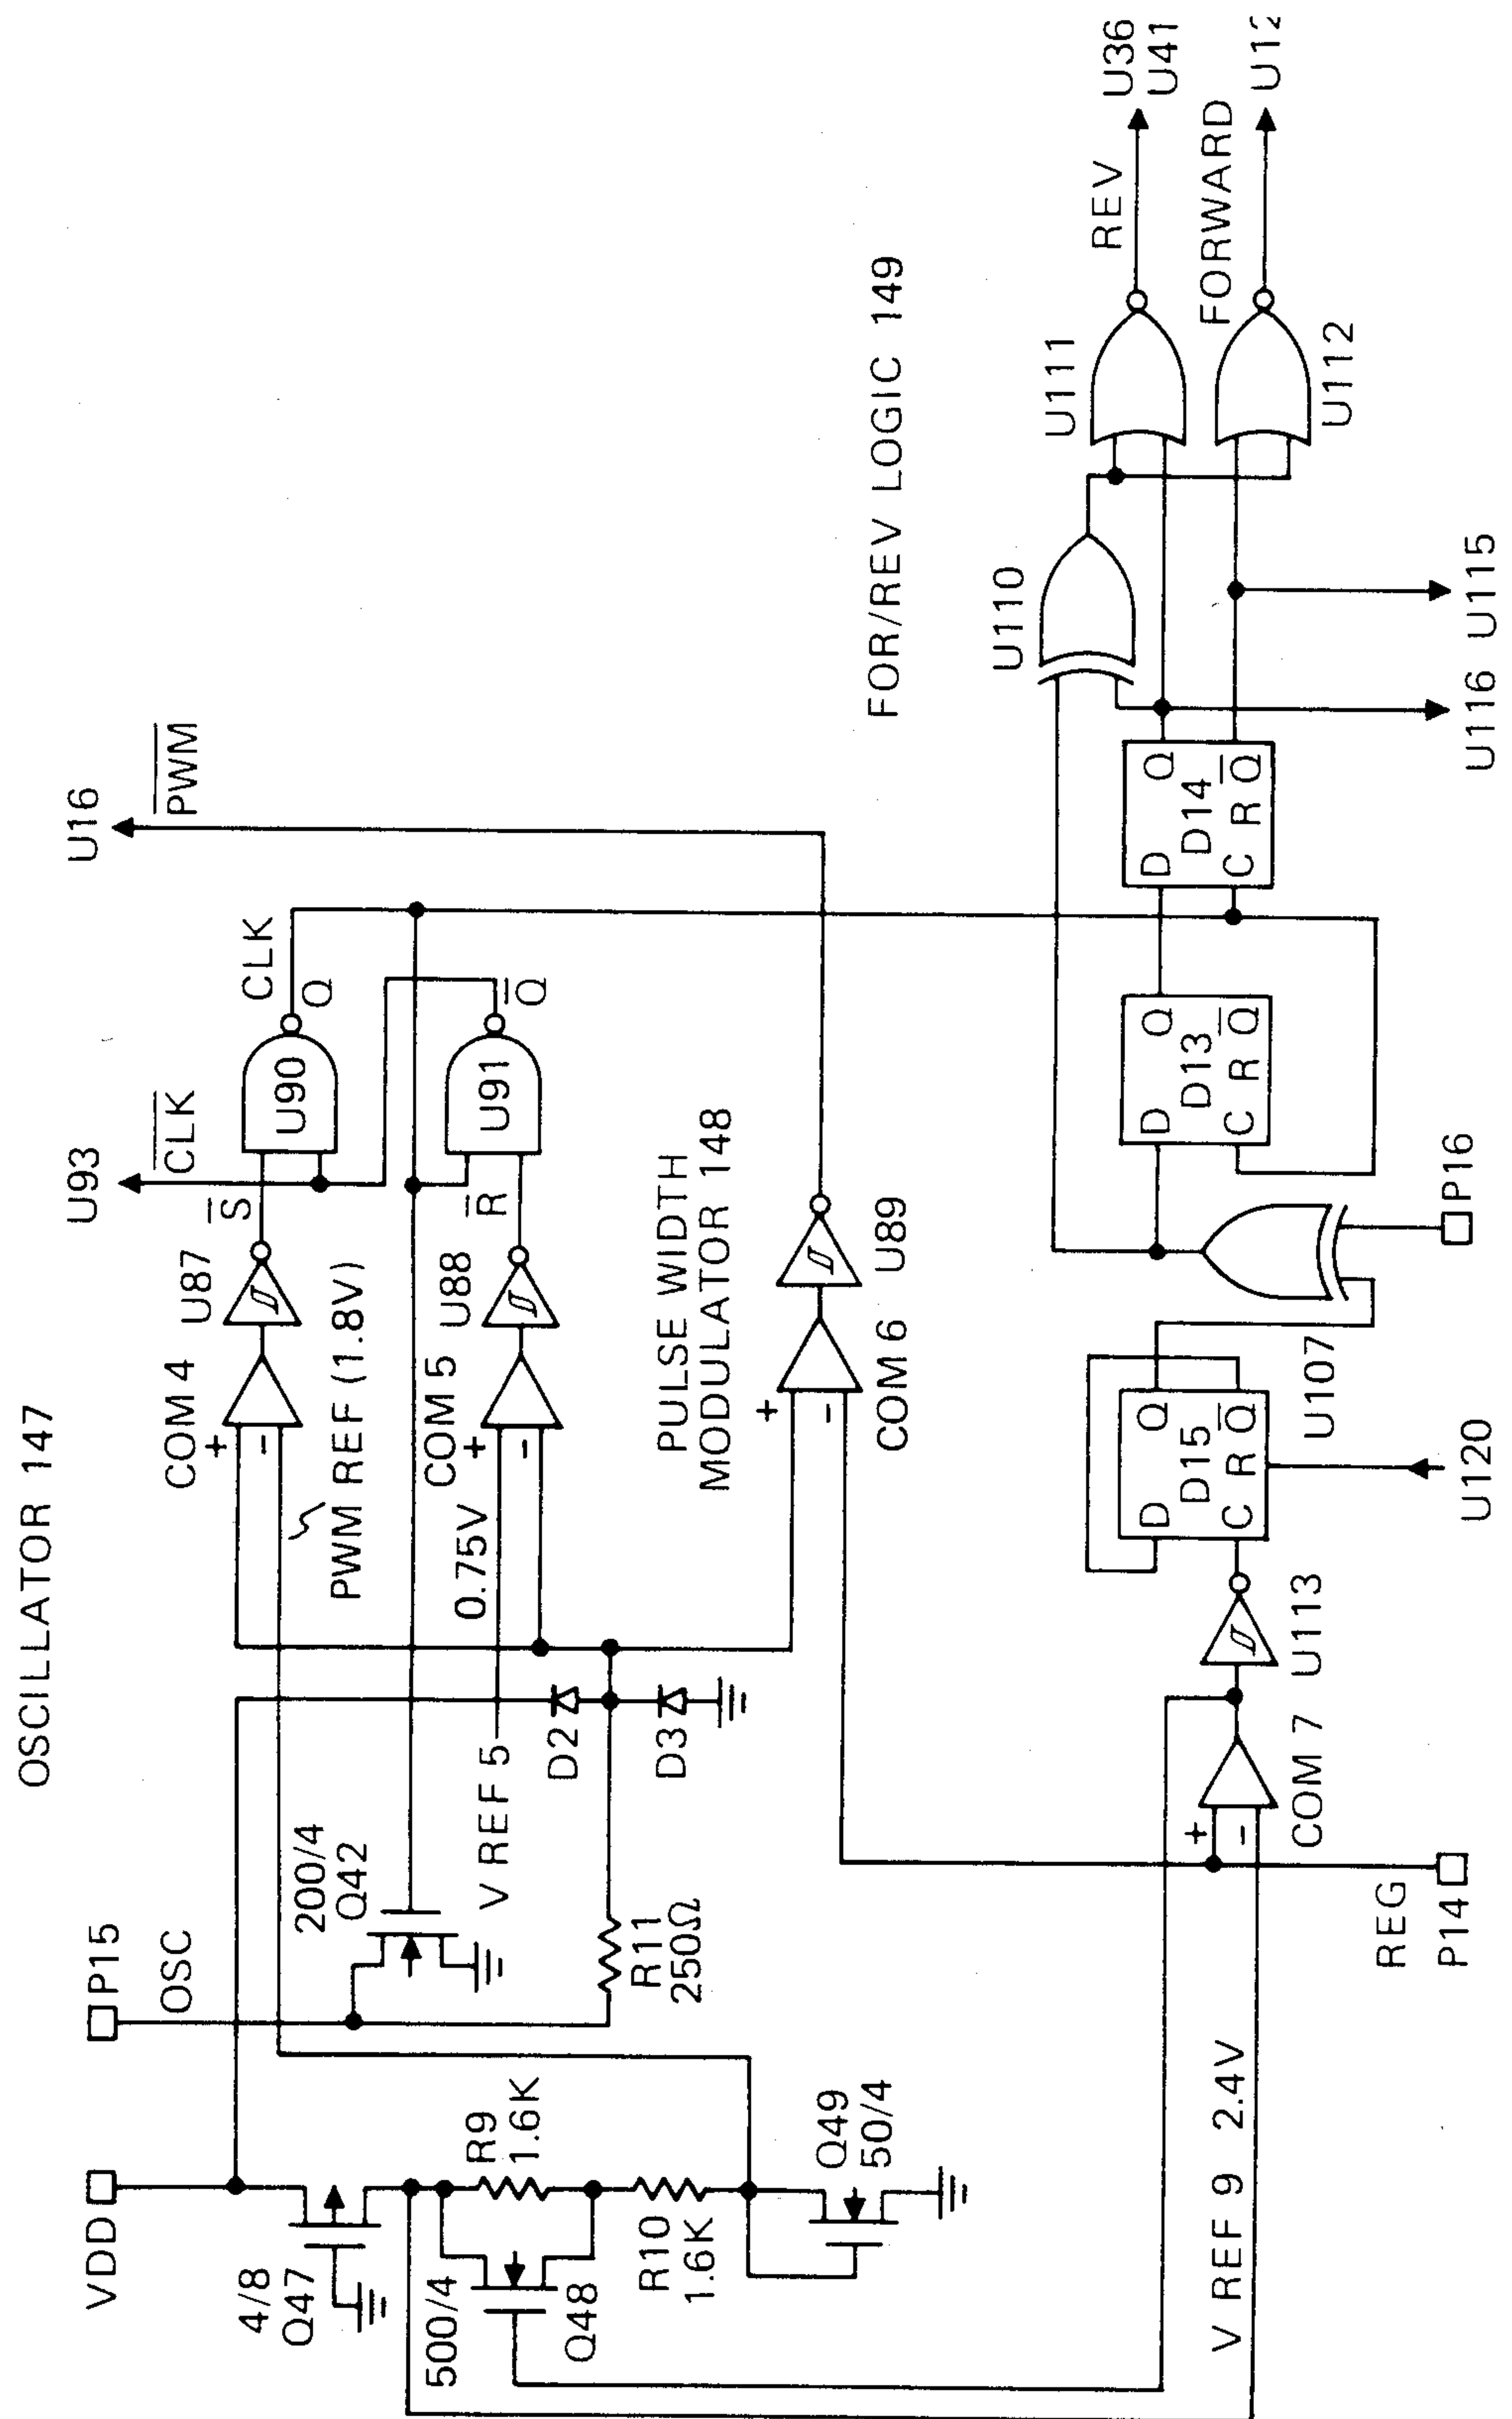 OSCILLATOR 147
VDD
P15
OSC
4/8
Q47
500/4
Q48
R9
1.6K
R10
1.6K
Q49
50/4
200/4
Q42
V REF 5
R11
250Ω
D2
D3
COM 4
+
-
PWM REF (1.8V)
0.75V
COM 5
+
-
U87
U88
S
R
U93
CLK
U90
U91
CLK
Q
Q
U16
PWM
PULSE WIDTH
MODULATOR 148
+
-
COM 6
U89
FOR/REV LOGIC 149
V REF 9 2.4V
REG
P14
+
-
COM 7
U113
D Q
D15
C R Q
U120
U107
P16
D Q
D13
C R Q
D Q
D14
C R Q
U116
U115
U110
U111
U112
REV
FORWARD
U36
U41